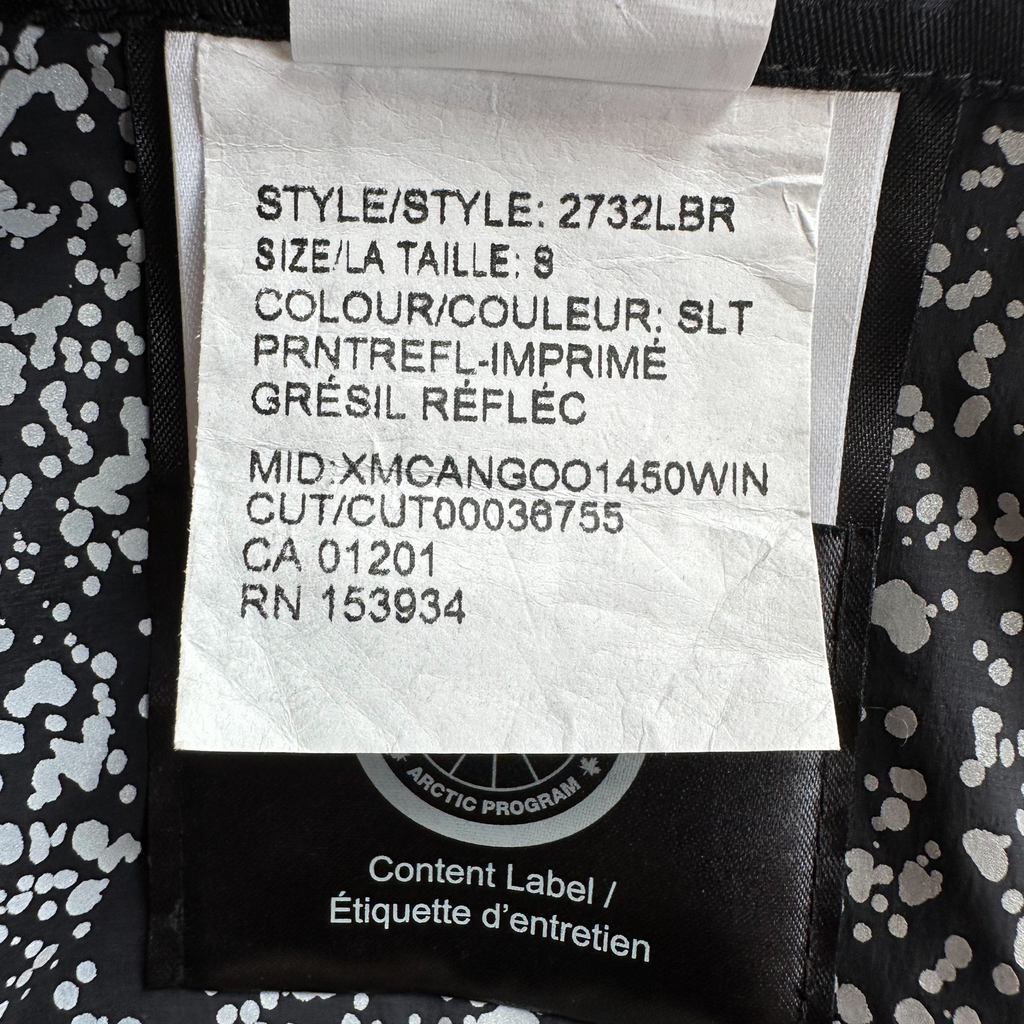 STYLE/STYLE: 2732LBR
SIZE/LA TAILLE: S
COLOUR/COULEUR: SLT
PRNTREFL-IMPRIMÉ
GRÉSIL RÉFLÉC
MID:XMCANGOO1450WIN
CUT/CUT00036755
CA 01201
RN 153934
ARCTIC PROGRAM
Content Label /
Étiquette d'entretien